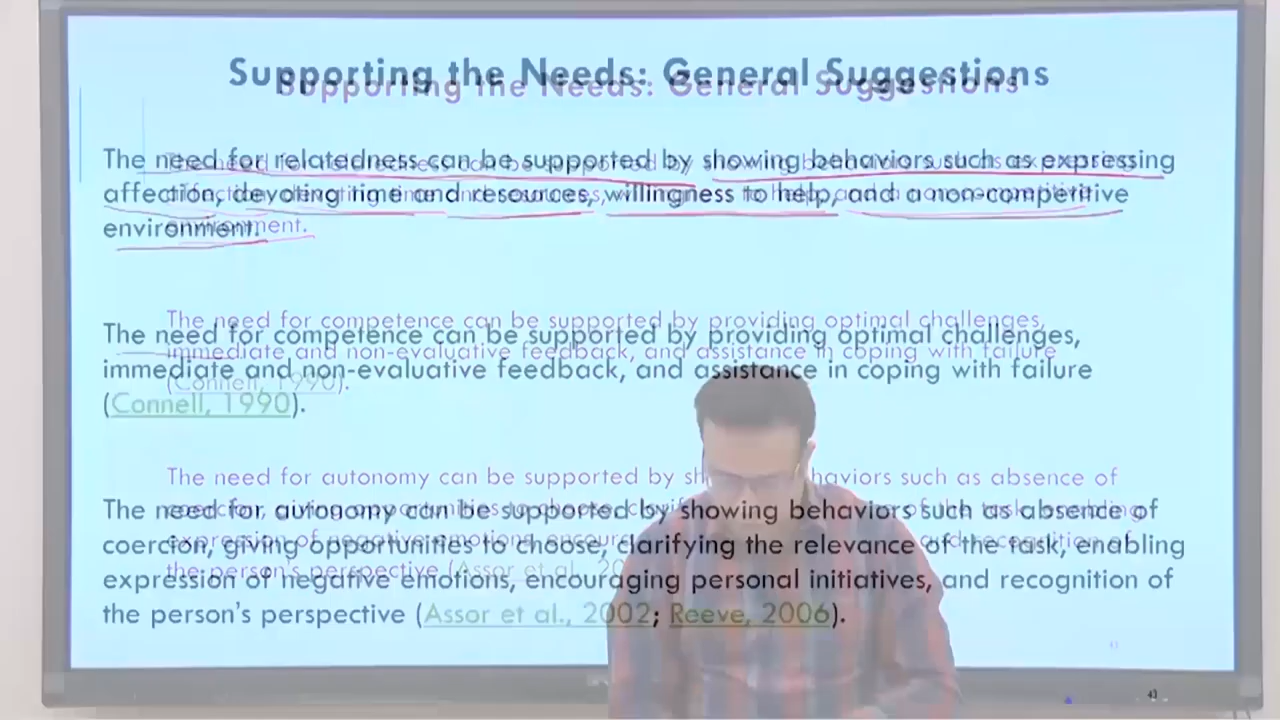 Supporting the Needs: General Suggestions
The need for relatedness can be supported by showing behaviors such as expressing
affection, devoting time and resources, willingness to help, and a non-competitive
environment.
The need for competence can be supported by providing optimal challenges,
immediate and non-evaluative feedback, and assistance in coping with failure
(Connell, 1990).
The need for autonomy can be supported by showing behaviors such as absence of
coercion, giving opportunities to choose, clarifying the relevance of the task, enabling
expression of negative emotions, encouraging personal initiatives, and recognition of
the person's perspective (Assor et al., 2002; Reeve, 2006).
43